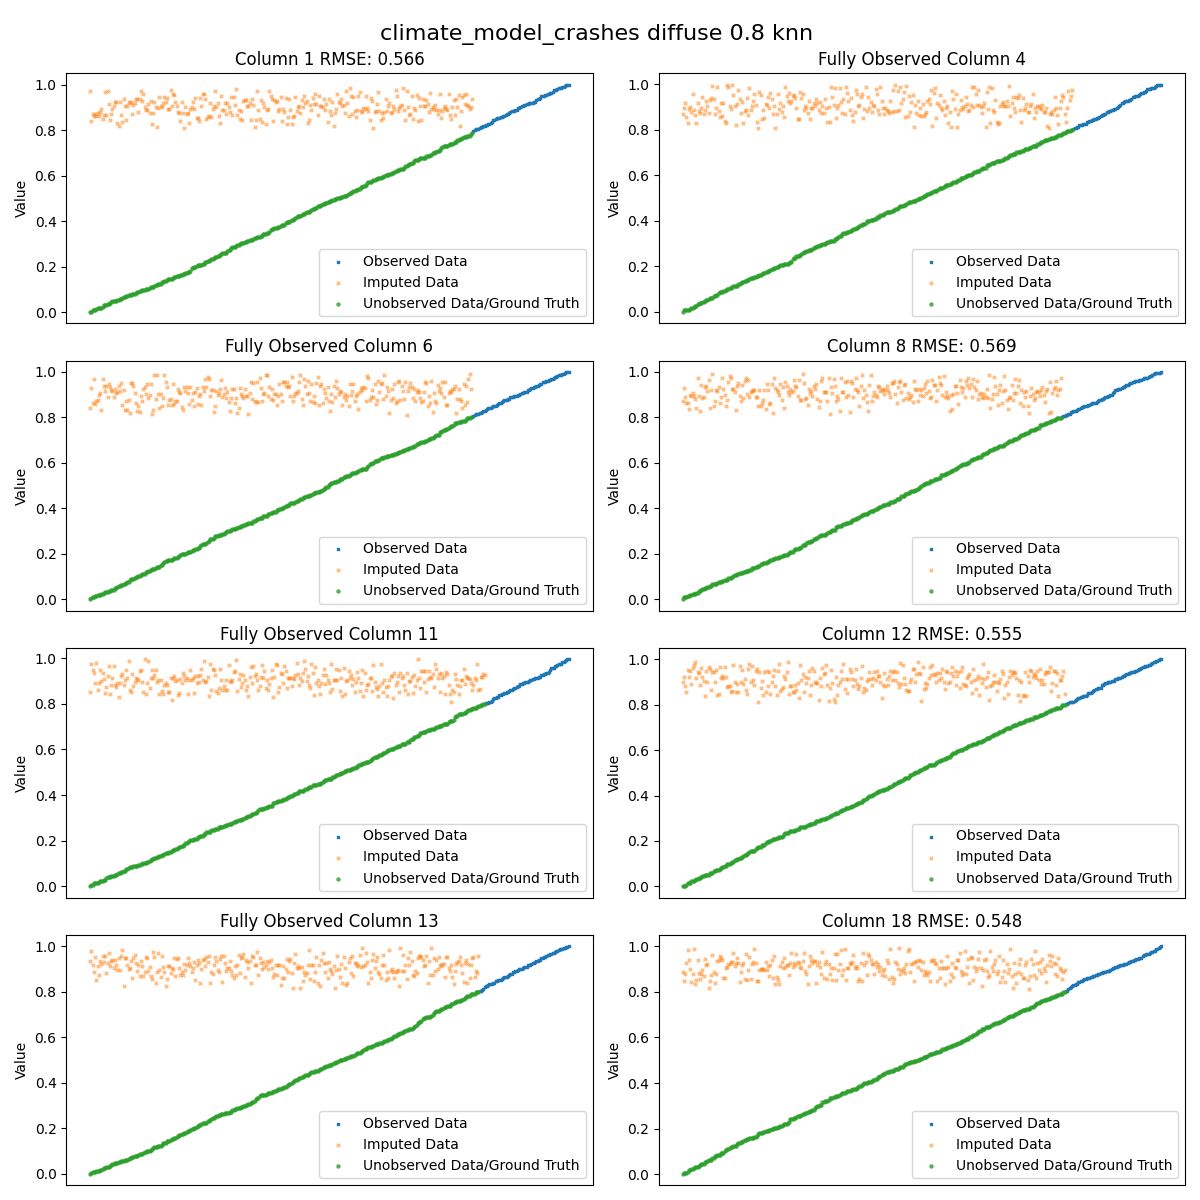 climate_model_crashes diffuse 0.8 knn
Column 1 RMSE: 0.566
Value
1.0
0.8
0.6
0.4
0.2
0.0
Observed Data
Imputed Data
Unobserved Data/Ground Truth
Fully Observed Column 4
Value
1.0
0.8
0.6
0.4
0.2
0.0
Observed Data
Imputed Data
Unobserved Data/Ground Truth
Fully Observed Column 6
Value
1.0
0.8
0.6
0.4
0.2
0.0
Observed Data
Imputed Data
Unobserved Data/Ground Truth
Column 8 RMSE: 0.569
Value
1.0
0.8
0.6
0.4
0.2
0.0
Observed Data
Imputed Data
Unobserved Data/Ground Truth
Fully Observed Column 11
Value
1.0
0.8
0.6
0.4
0.2
0.0
Observed Data
Imputed Data
Unobserved Data/Ground Truth
Column 12 RMSE: 0.555
Value
1.0
0.8
0.6
0.4
0.2
0.0
Observed Data
Imputed Data
Unobserved Data/Ground Truth
Fully Observed Column 13
Value
1.0
0.8
0.6
0.4
0.2
0.0
Observed Data
Imputed Data
Unobserved Data/Ground Truth
Column 18 RMSE: 0.548
Value
1.0
0.8
0.6
0.4
0.2
0.0
Observed Data
Imputed Data
Unobserved Data/Ground Truth